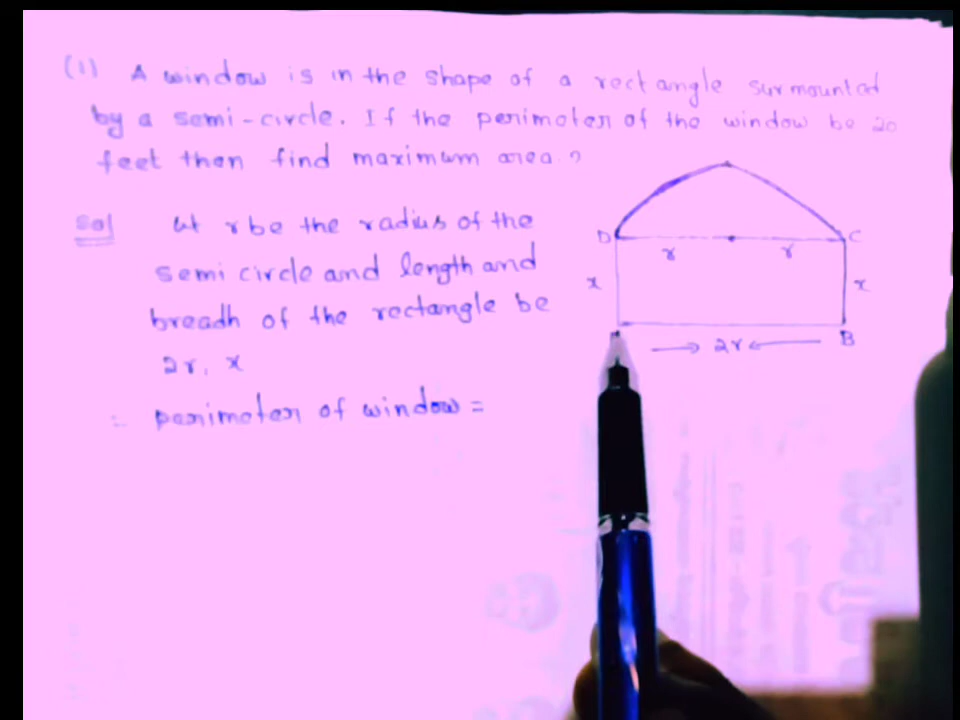 (1) A window is in the shape of a rectangle surmounted
by a semi-circle. If the perimeter of the window be 20
feet then find maximum area.?
Sol let r be the radius of the
semi circle and length and
breadh of the rectangle be
2r, x
∴ perimeter of window =
D C
r r
x x
B
→ 2r ←